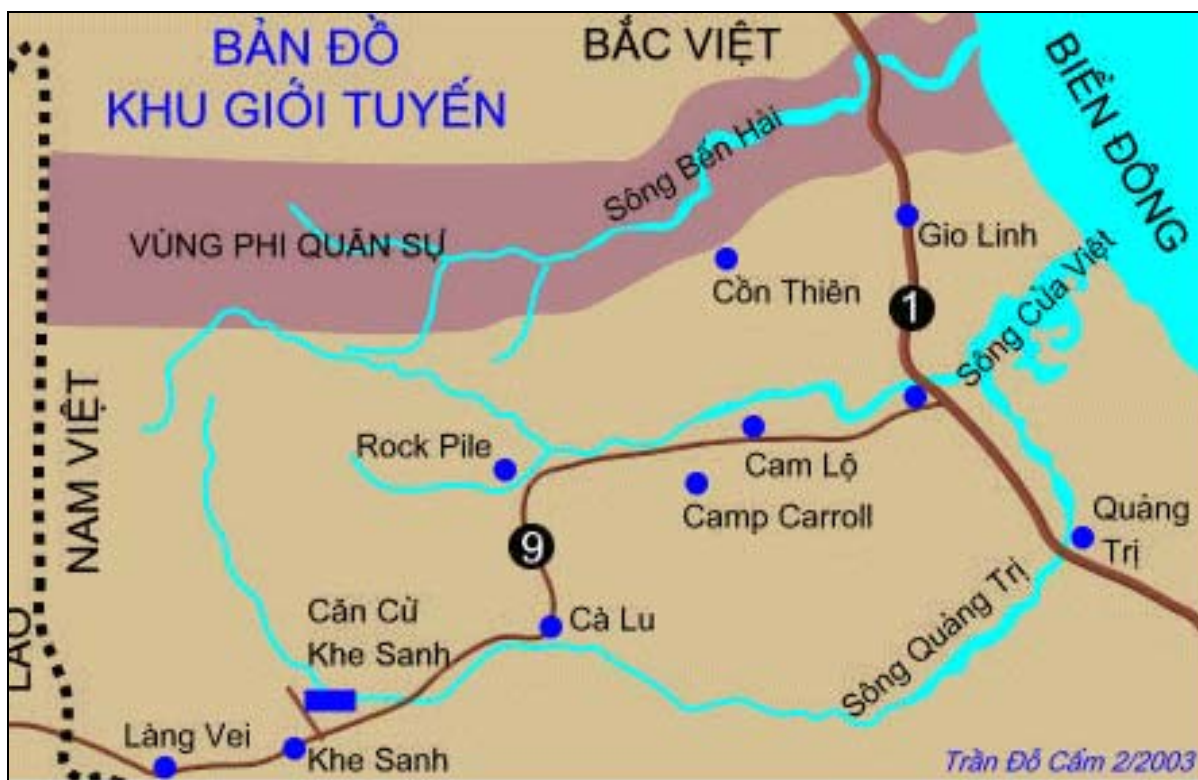 BẢN ĐỒ
KHU GIỚI TUYẾN
BẮC VIỆT
BIỂN ĐÔNG
Sông Bến Hải
VÙNG PHI QUÂN SỰ
Gio Linh
Cồn Thiên
1
Sông Cửa Việt
NAM VIỆT
LÀO
Rock Pile
Cam Lộ
Camp Carroll
Quảng
Trị
9
Căn Cứ
Khe Sanh
Cà Lu
Sông Quảng Trị
Làng Vei
Khe Sanh
Trần Đỗ Cẩm 2/2003